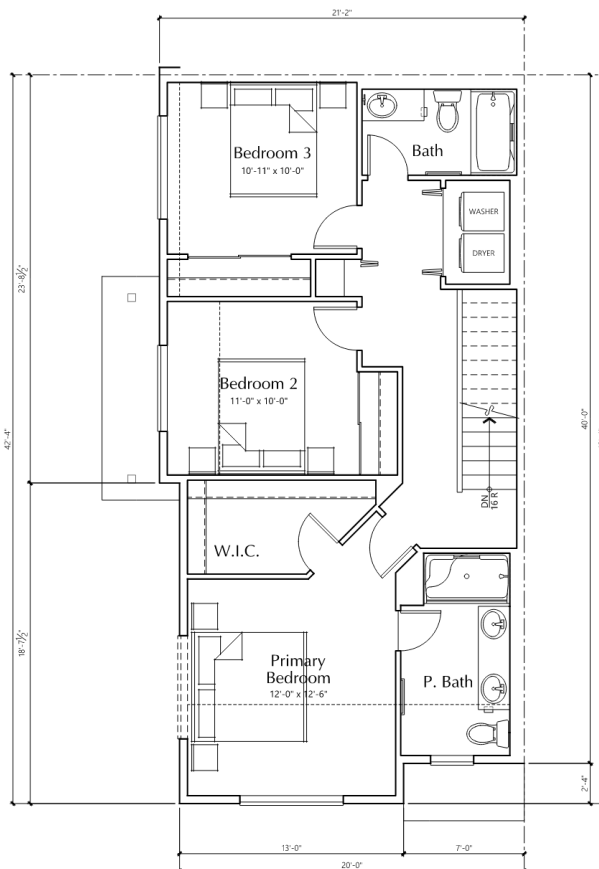 21'-2"
Bedroom 3
10'-11" x 10'-0"
Bath
WASHER
DRYER
23'-8½"
42'-4"
40'-0"
Bedroom 2
11'-0" x 10'-0"
DN
16 R
W.I.C.
18'-7½"
Primary
Bedroom
12'-0" x 12'-6"
P. Bath
2'-4"
13'-0"
7'-0"
20'-0"